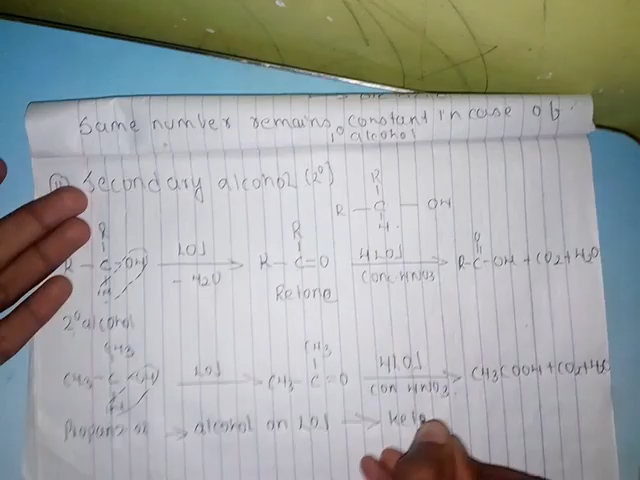 Same number remains constant in case of
1° alcohol
(ii) Secondary alcohol (2°)
R
R - C - OH
H
R R O
R - C - OH [O] R - C = O 4[O] R - C - OH + CO2 + H2O
H - H2O Ketone Conc HNO3
2° alcohol
CH3 CH3
CH3 - C - OH [O] CH3 - C = O 4[O] CH3COOH + CO2 + H2O
H Con HNO3
Propan 2 ol → alcohol on [O] → keto